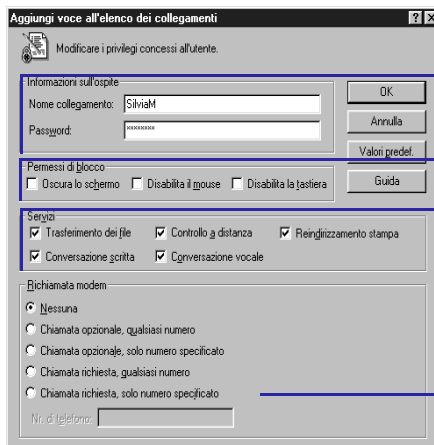 Aggiungi voce all'elenco dei collegamenti
Modificare i privilegi concessi all'utente.
Informazioni sull'ospite
Nome collegamento: SilviaM
Password: ********
OK
Annulla
Valori predef.
Guida
Permessi di blocco
Oscura lo schermo Disabilita il mouse Disabilita la tastiera
Servizi
Trasferimento dei file Controllo a distanza Reindirizzamento stampa
Conversazione scritta Conversazione vocale
Richiamata modem
Nessuna
Chiamata opzionale, qualsiasi numero
Chiamata opzionale, solo numero specificato
Chiamata richiesta, qualsiasi numero
Chiamata richiesta, solo numero specificato
Nr. di telefono: